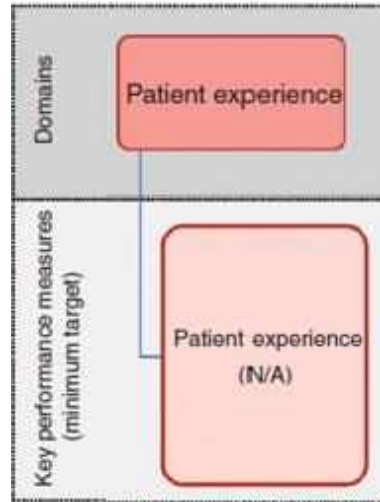 Domains
Patient experience
Key performance measures
(minimum target)
Patient experience
(N/A)